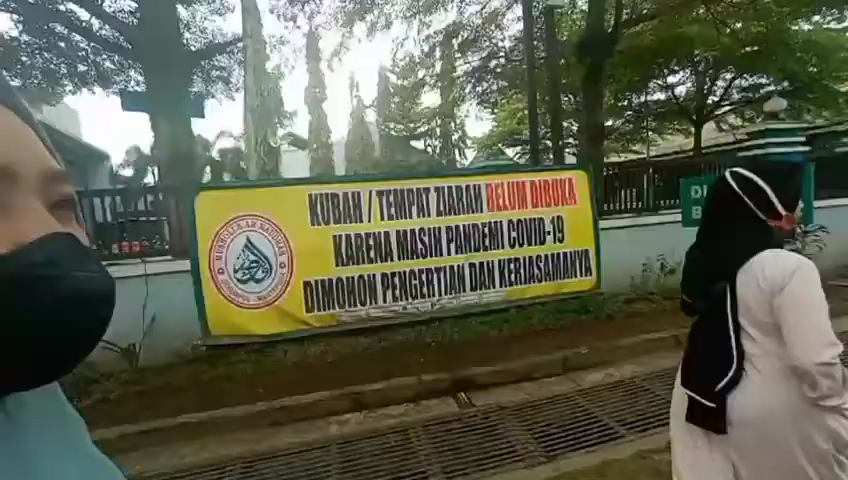 KUBAH / TEMPAT ZIARAH BELUM DIBUKA
KARENA MASIH PANDEMI COVID-19
DIMOHON PENGERTIAN DAN KERJASAMANYA